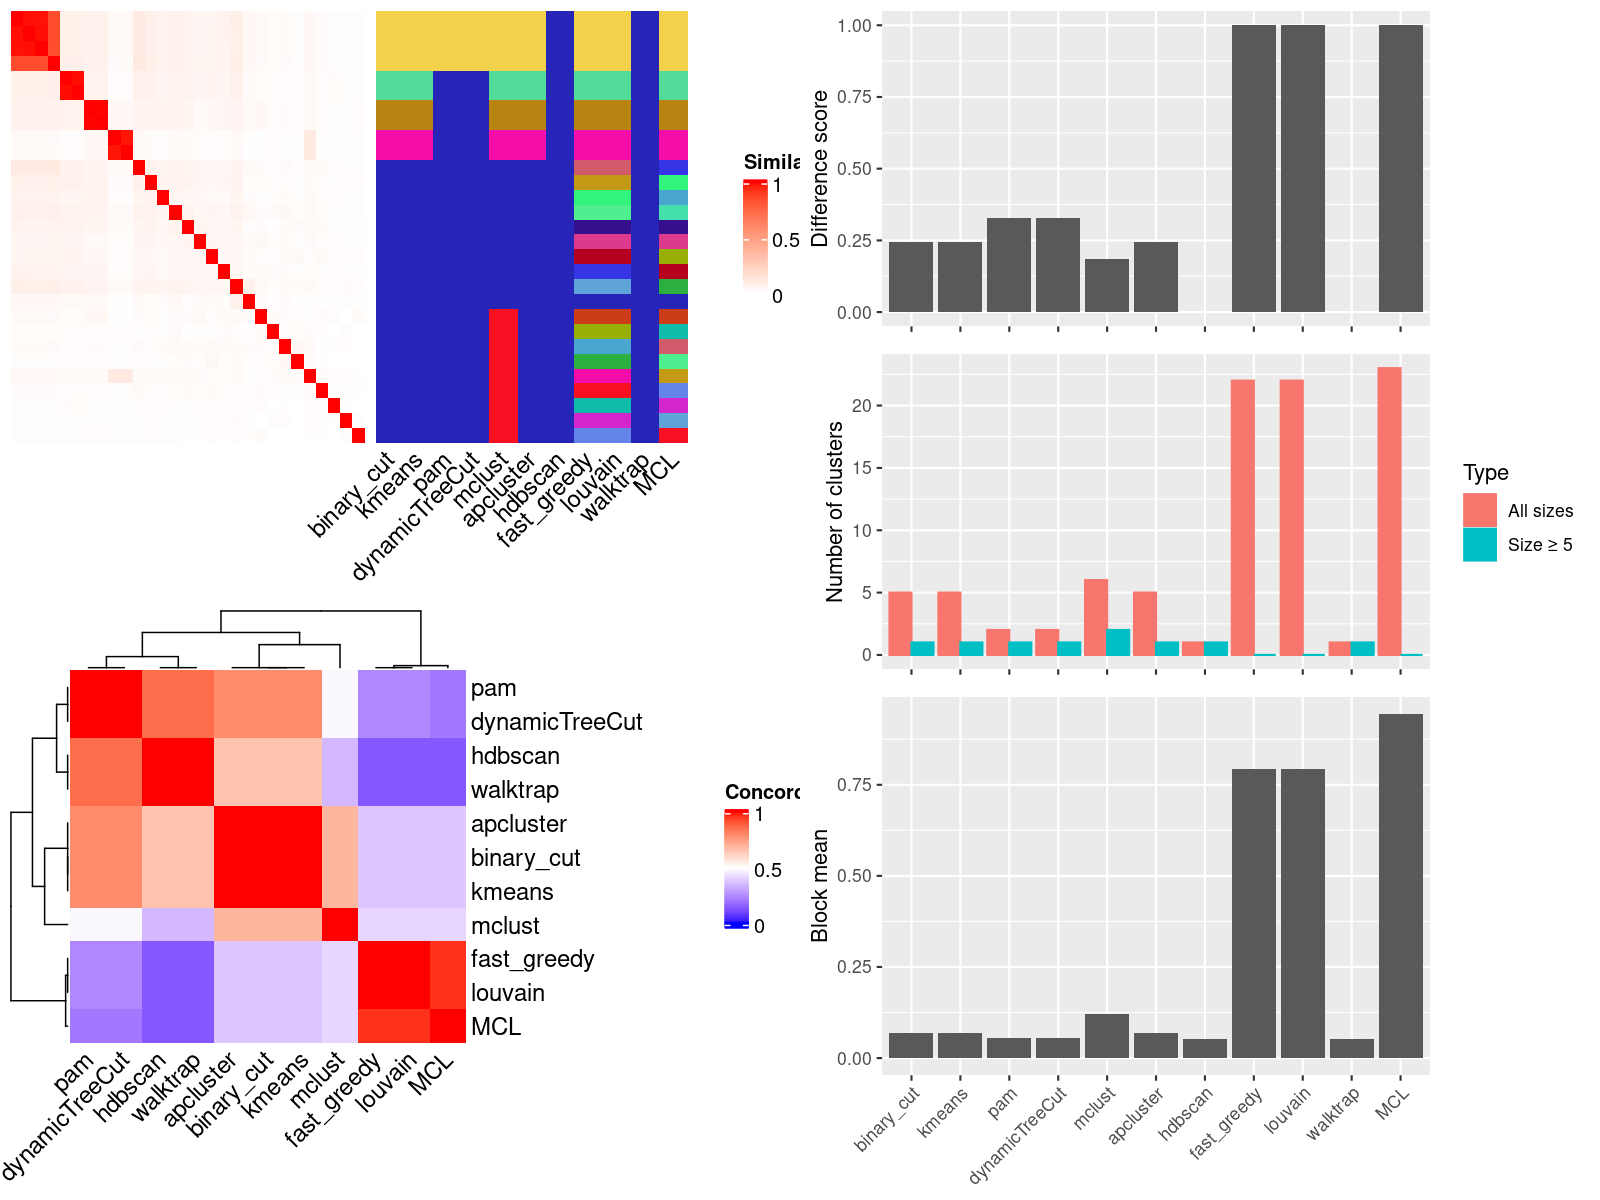 Simila
1
0.5
0
binary_cut
kmeans
pam
dynamicTreeCut
mclust
apcluster
hdbscan
fast_greedy
louvain
walktrap
MCL
pam
dynamicTreeCut
hdbscan
walktrap
apcluster
binary_cut
kmeans
mclust
fast_greedy
louvain
MCL
Concord
1
0.5
0
pam
dynamicTreeCut
hdbscan
walktrap
apcluster
binary_cut
kmeans
mclust
fast_greedy
louvain
MCL
Difference score
1.00
0.75
0.50
0.25
0.00
Number of clusters
20
15
10
5
0
Type
All sizes
Size ≥ 5
Block mean
0.75
0.50
0.25
0.00
binary_cut
kmeans
pam
dynamicTreeCut
mclust
apcluster
hdbscan
fast_greedy
louvain
walktrap
MCL